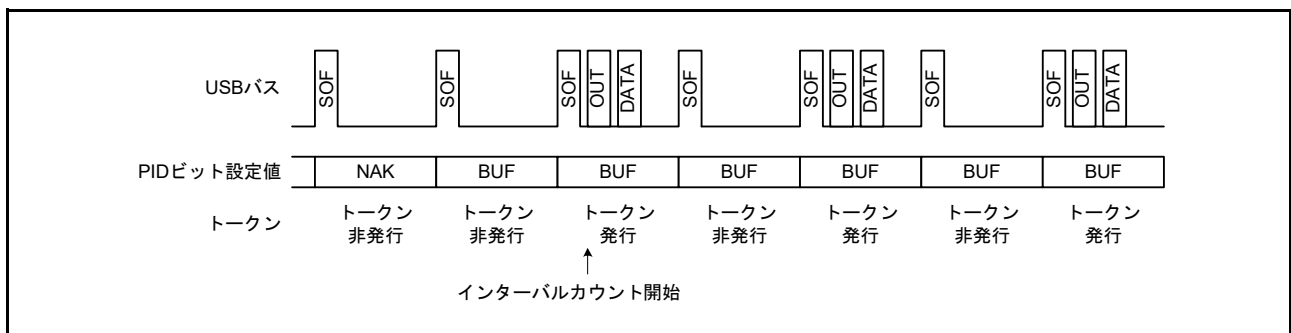 USBバス
SOF SOF SOF OUT DATA SOF SOF OUT DATA SOF SOF OUT DATA
PIDビット設定値 NAK BUF BUF BUF BUF BUF BUF
トークン トークン 非発行 トークン 非発行 トークン 発行 トークン 非発行 トークン 発行 トークン 非発行 トークン 発行
インターバルカウント開始